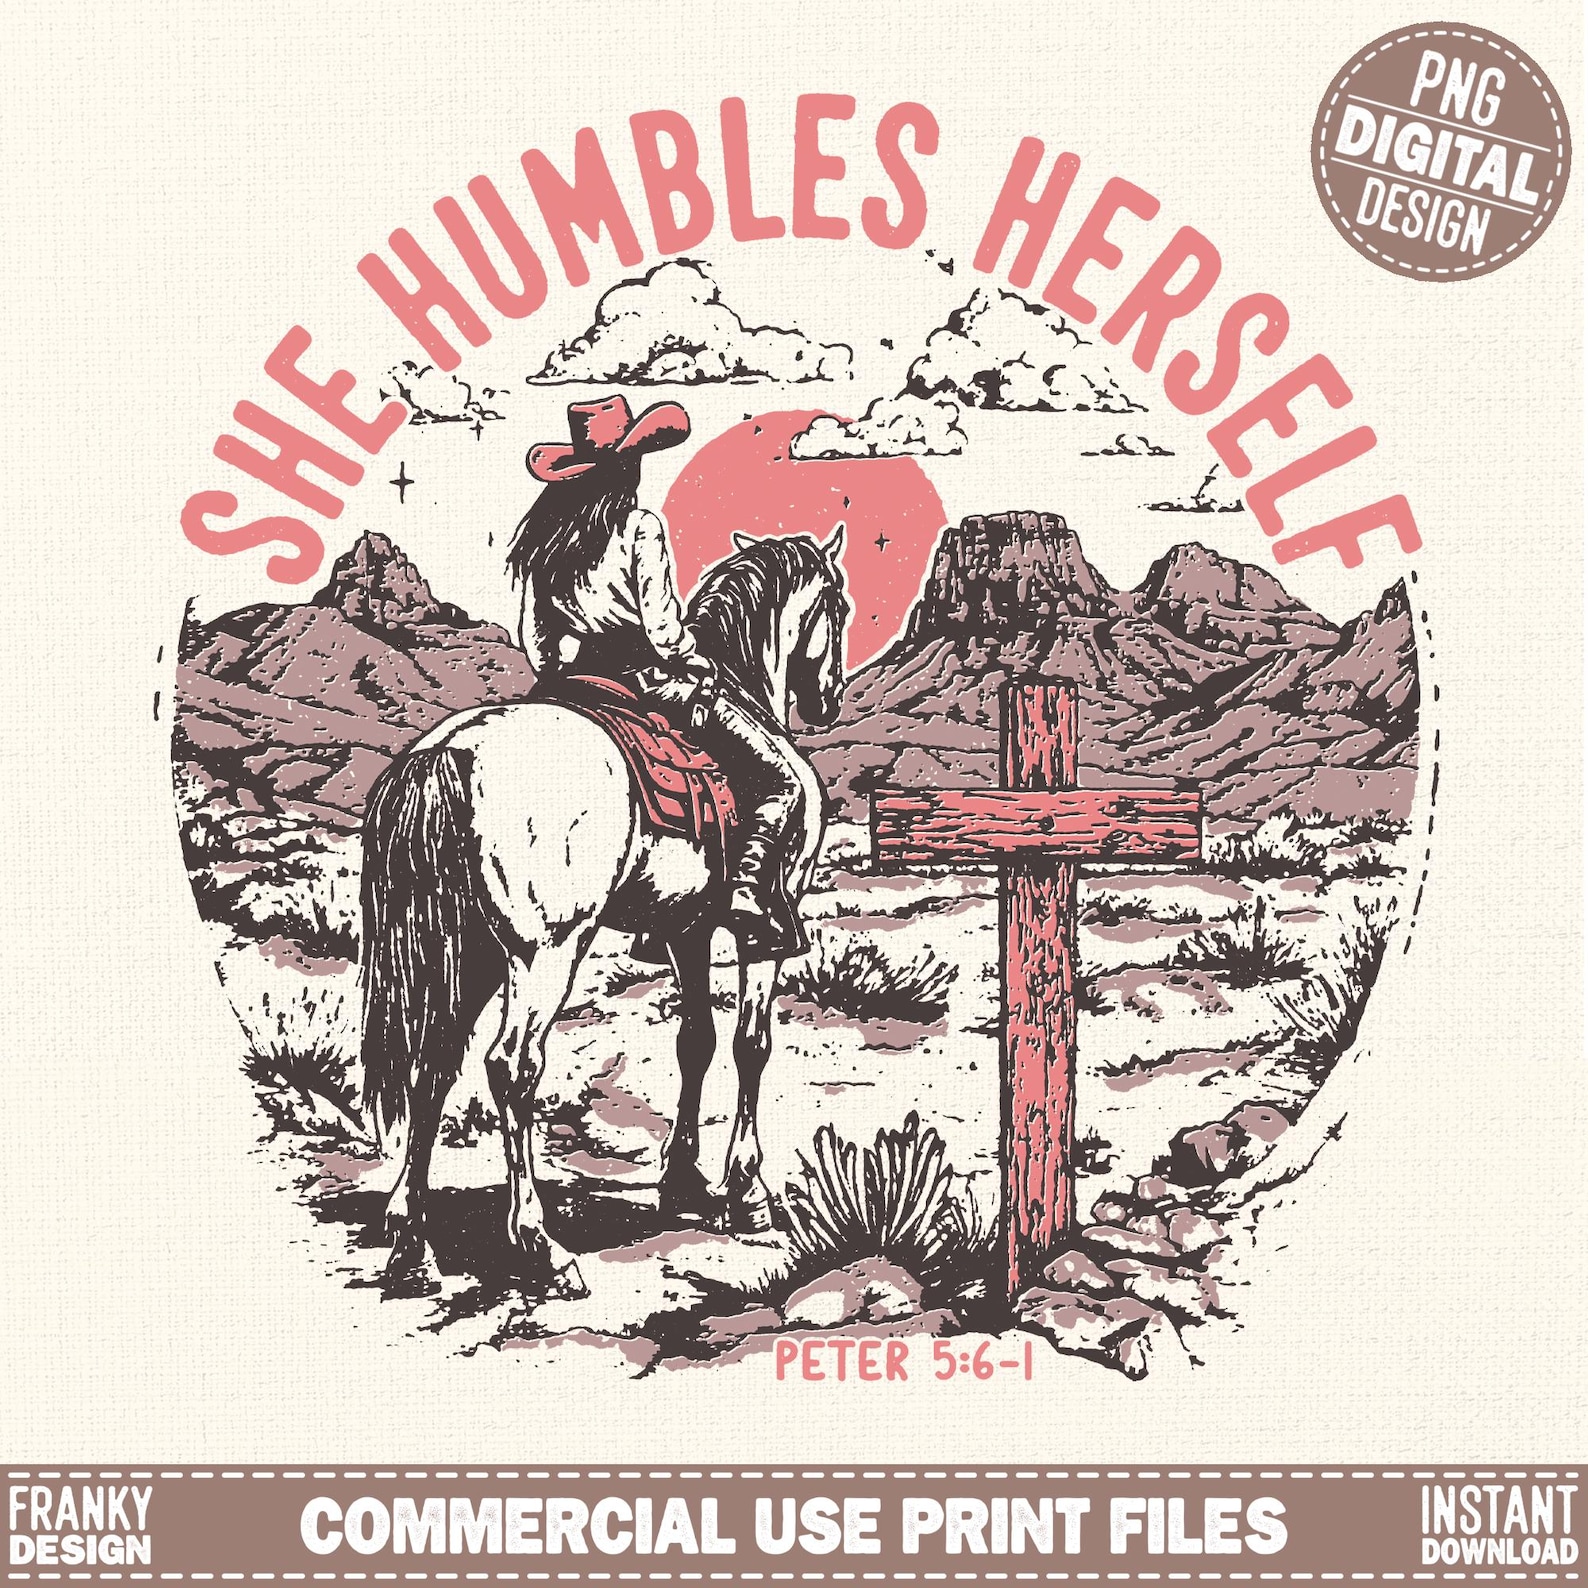 PNG
DIGITAL
DESIGN
SHE HUMBLES HERSELF
PETER 5:6-1
FRANKY
DESIGN
COMMERCIAL USE PRINT FILES
INSTANT
DOWNLOAD